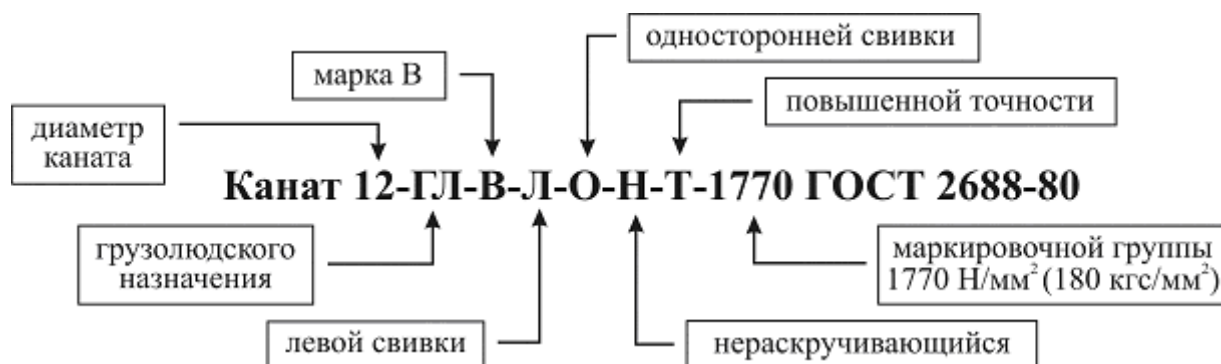 односторонней свивки
марка В
повышенной точности
диаметр
каната
Канат 12-ГЛ-В-Л-О-Н-Т-1770 ГОСТ 2688-80
грузолюдского
назначения
маркировочной группы
1770 Н/мм² (180 кгс/мм²)
левой свивки
нераскручивающийся